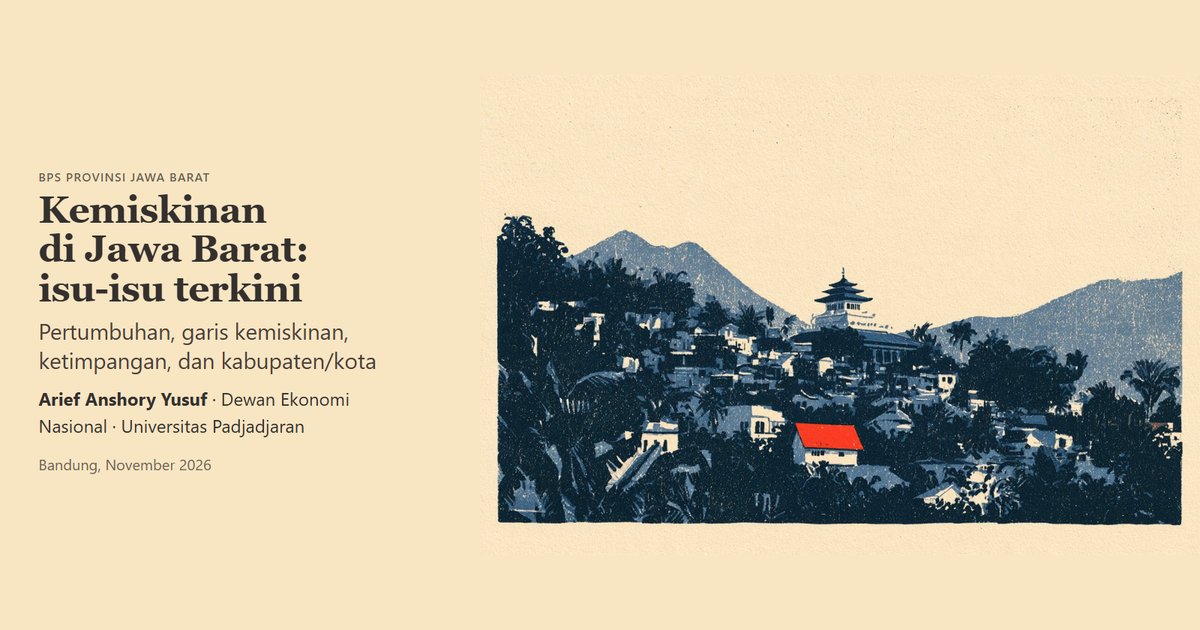 BPS PROVINSI JAWA BARAT
Kemiskinan
di Jawa Barat:
isu-isu terkini
Pertumbuhan, garis kemiskinan,
ketimpangan, dan kabupaten/kota
Arief Anshory Yusuf · Dewan Ekonomi
Nasional · Universitas Padjadjaran
Bandung, November 2026